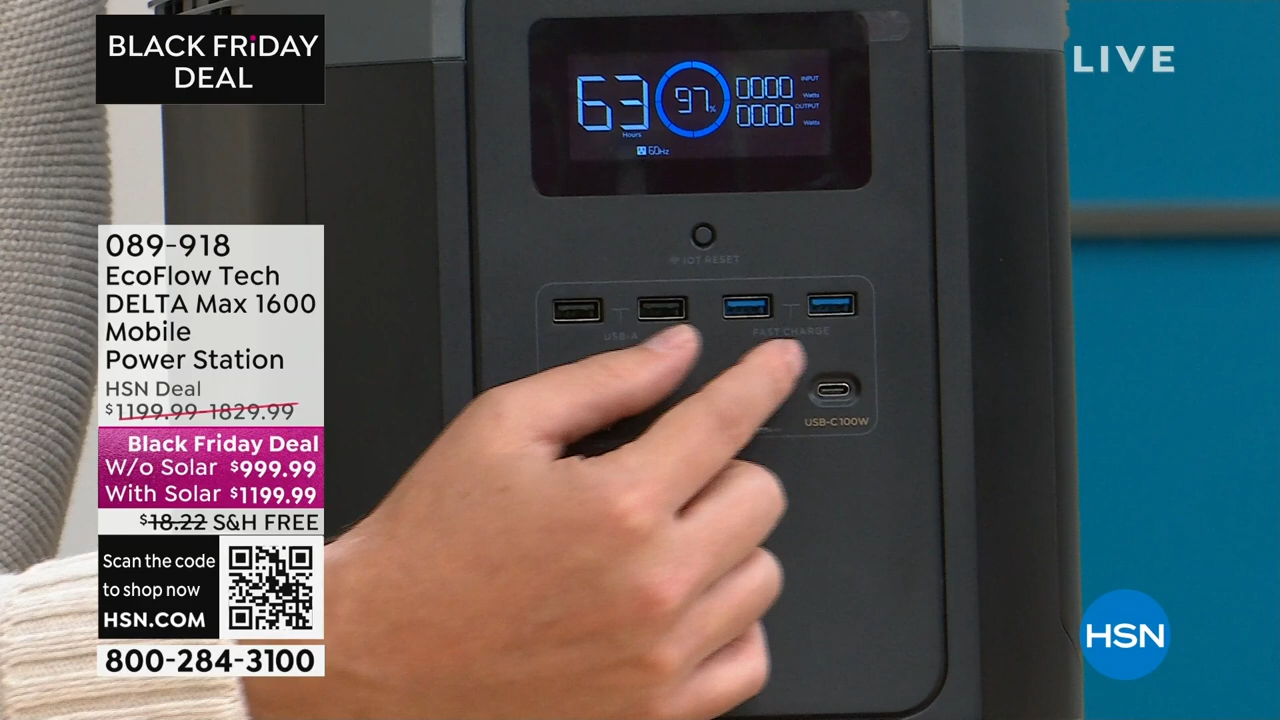 BLACK FRiDAY
DEAL
LIVE
63
Hours
97%
0000
INPUT
Watts
0000
OUTPUT
Watts
60Hz
IOT RESET
USB-A
FAST CHARGE
USB-C 100W
089-918
EcoFlow Tech
DELTA Max 1600
Mobile
Power Station
HSN Deal
$1199.99-1829.99
Black Friday Deal
W/o Solar $999.99
With Solar $1199.99
$18.22 S&H FREE
Scan the code
to shop now
HSN.COM
800-284-3100
HSN